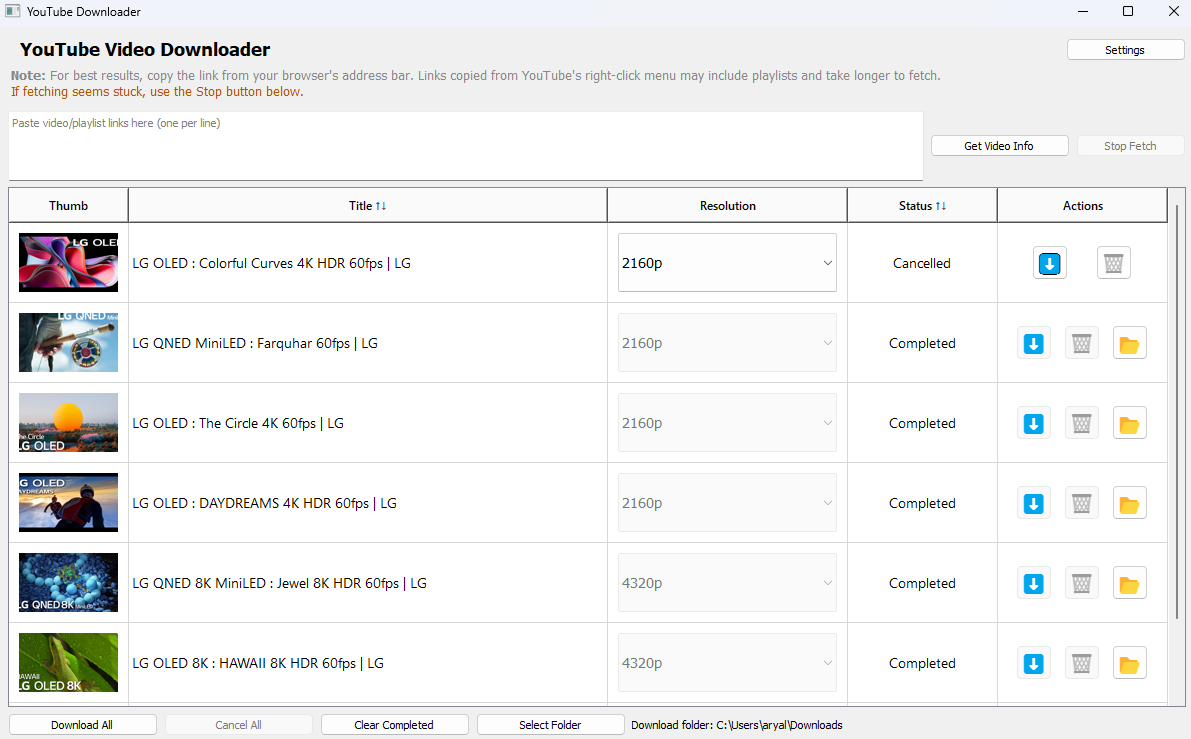 YouTube Downloader
YouTube Video Downloader
Settings
Note: For best results, copy the link from your browser's address bar. Links copied from YouTube's right-click menu may include playlists and take longer to fetch.
If fetching seems stuck, use the Stop button below.
Paste video/playlist links here (one per line)
Get Video Info
Stop Fetch
Thumb Title ↑↓ Resolution Status ↑↓ Actions
LG OLE
LG OLED : Colorful Curves 4K HDR 60fps | LG 2160p Cancelled
LG QNED Mini
LG QNED MiniLED : Farquhar 60fps | LG 2160p Completed
he Circle
LG OLED
LG OLED : The Circle 4K 60fps | LG 2160p Completed
G OLED
AYDREAMS
LG OLED : DAYDREAMS 4K HDR 60fps | LG 2160p Completed
LG QNED 8K MiniLED
LG QNED 8K MiniLED : Jewel 8K HDR 60fps | LG 4320p Completed
AWAII
LG OLED 8K
LG OLED 8K : HAWAII 8K HDR 60fps | LG 4320p Completed
Download All Cancel All Clear Completed Select Folder Download folder: C:\Users\aryal\Downloads